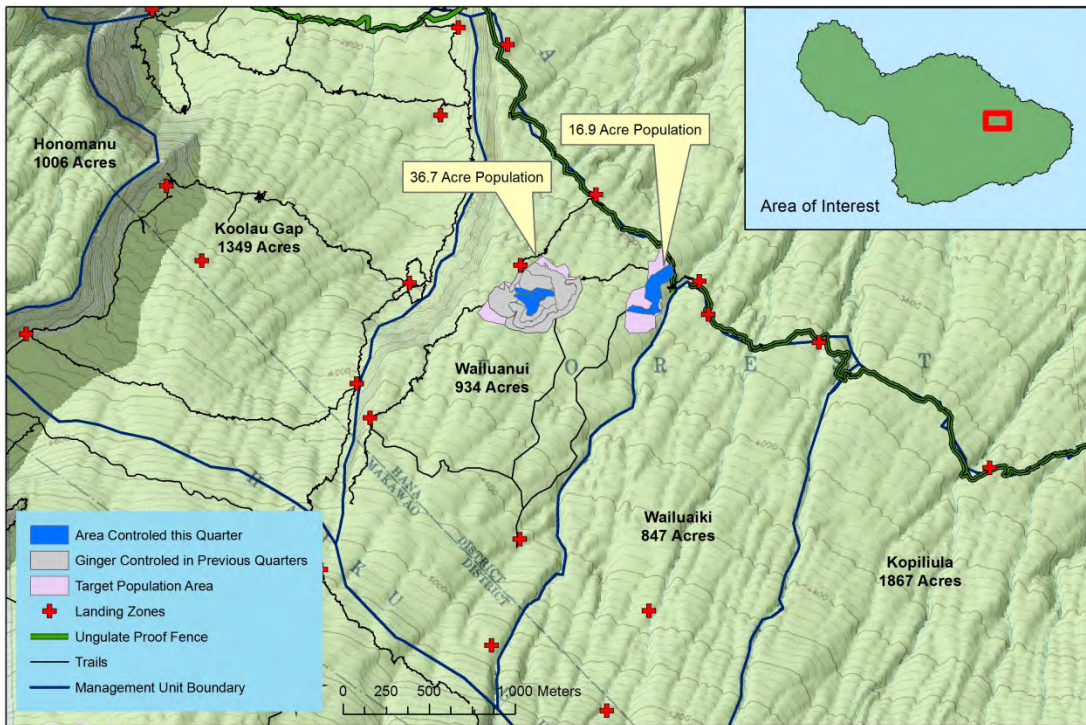 A
16.9 Acre Population
36.7 Acre Population
Area of Interest
Honomanu
1006 Acres
Koolau Gap
1349 Acres
Wailuanui
934 Acres
O R E S T
HANA
MAKAWAO
DISTRICT
DISTRICT
K U
Wailuaiki
847 Acres
Kopiliula
1867 Acres
3400
4000
5000
Area Controled this Quarter
Ginger Controled in Previous Quarters
Target Population Area
Landing Zones
Ungulate Proof Fence
Trails
Management Unit Boundary
0 250 500 1,000 Meters